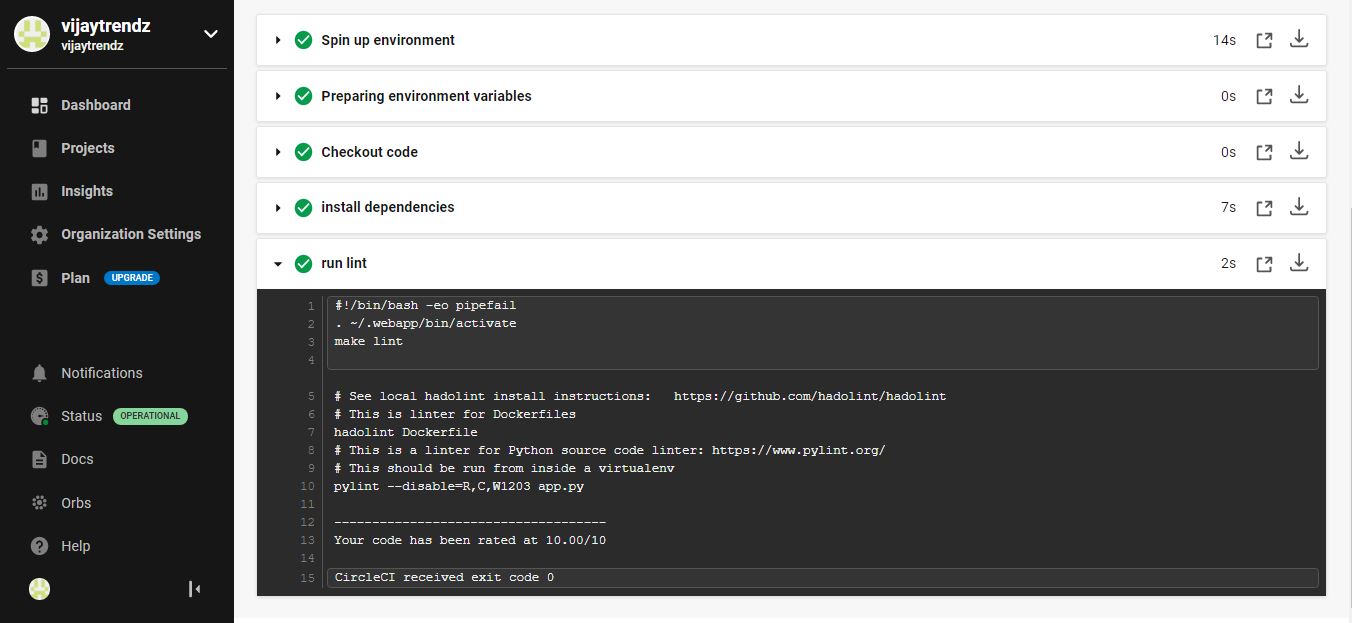 vijaytrendz
vijaytrendz
Dashboard
Projects
Insights
Organization Settings
Plan UPGRADE
Notifications
Status OPERATIONAL
Docs
Orbs
Help
Spin up environment 14s
Preparing environment variables 0s
Checkout code 0s
install dependencies 7s
run lint 2s
1 #!/bin/bash -eo pipefail
2 . ~/.webapp/bin/activate
3 make lint
4
5 # See local hadolint install instructions:   https://github.com/hadolint/hadolint
6 # This is linter for Dockerfiles
7 hadolint Dockerfile
8 # This is a linter for Python source code linter: https://www.pylint.org/
9 # This should be run from inside a virtualenv
10 pylint --disable=R,C,W1203 app.py
11
12 ------------------------------------
13 Your code has been rated at 10.00/10
14
15 CircleCI received exit code 0